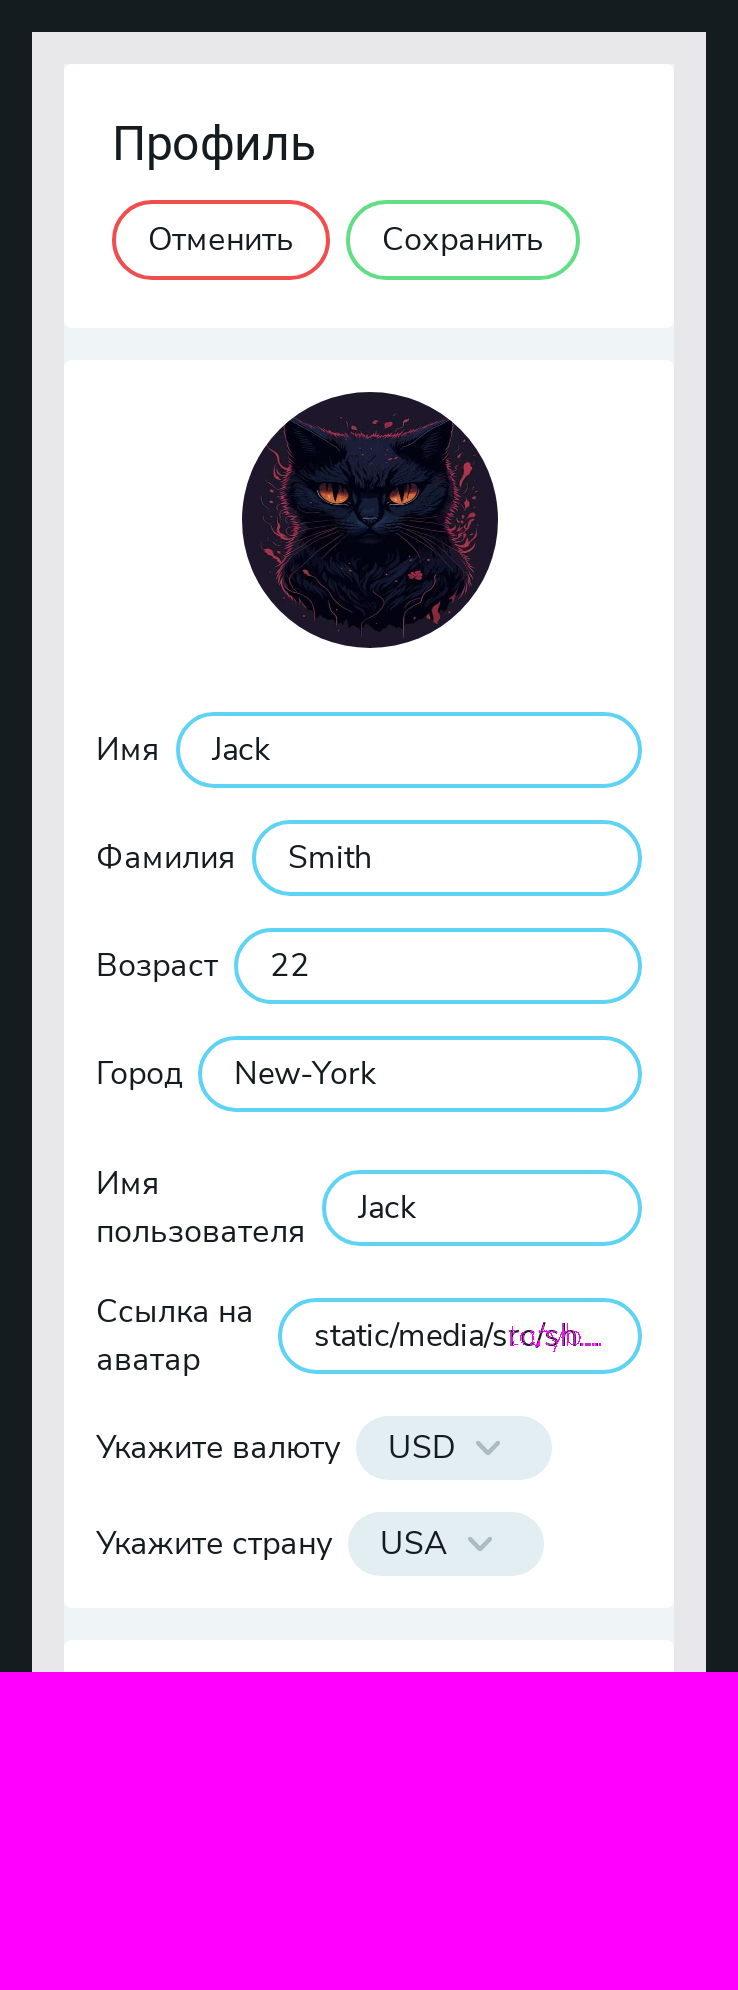 Профиль
Отменить
Сохранить
Имя
Jack
Фамилия
Smith
Возраст
22
Город
New-York
Имя
пользователя
Jack
Ссылка на
аватар
static/media/src/sh...
Укажите валюту
USD
Укажите страну
USA